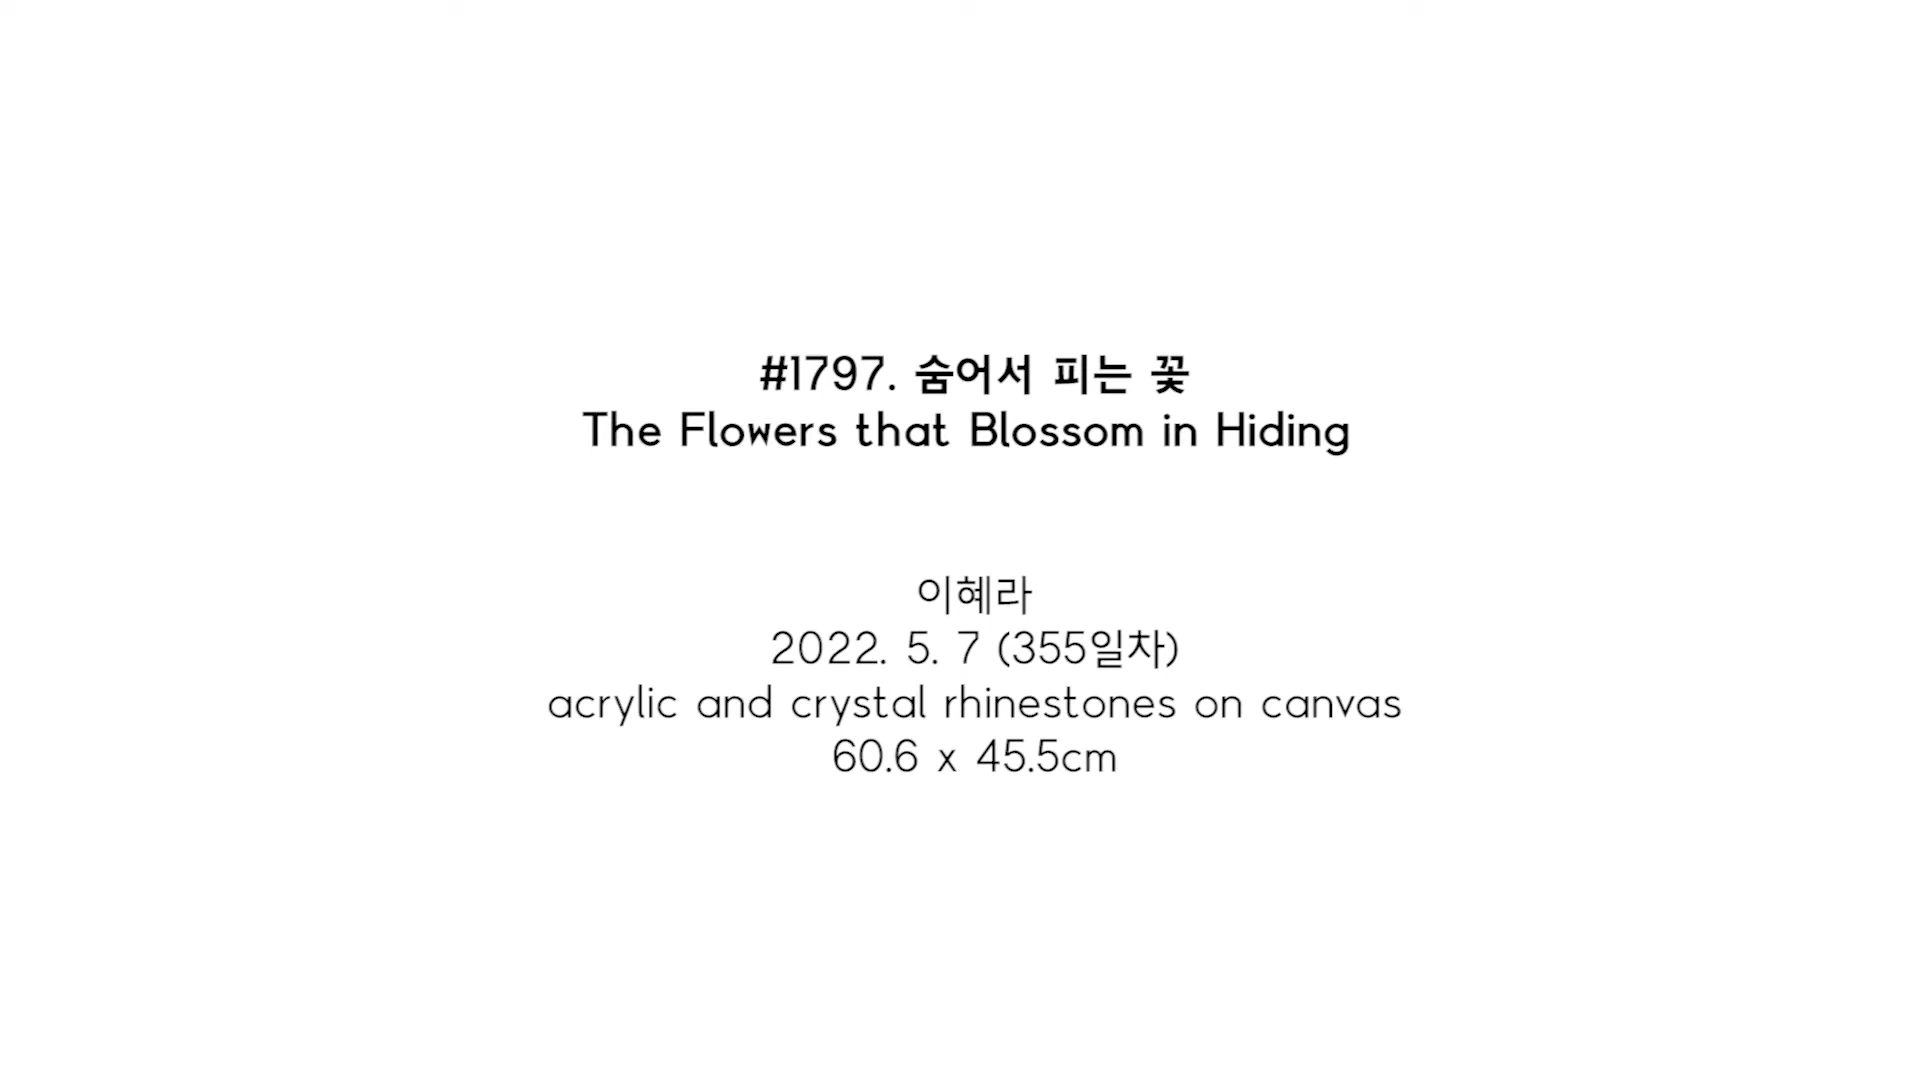 #1797. 숨어서 피는 꽃
The Flowers that Blossom in Hiding
이혜라
2022. 5. 7 (355일차)
acrylic and crystal rhinestones on canvas
60.6 x 45.5cm